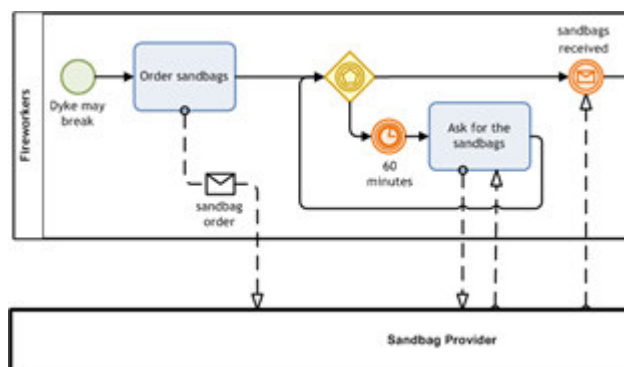 Fireworkers
Dyke may
break
Order sandbags
sandbag
order
60
minutes
Ask for the
sandbags
sandbags
received
Sandbag Provider